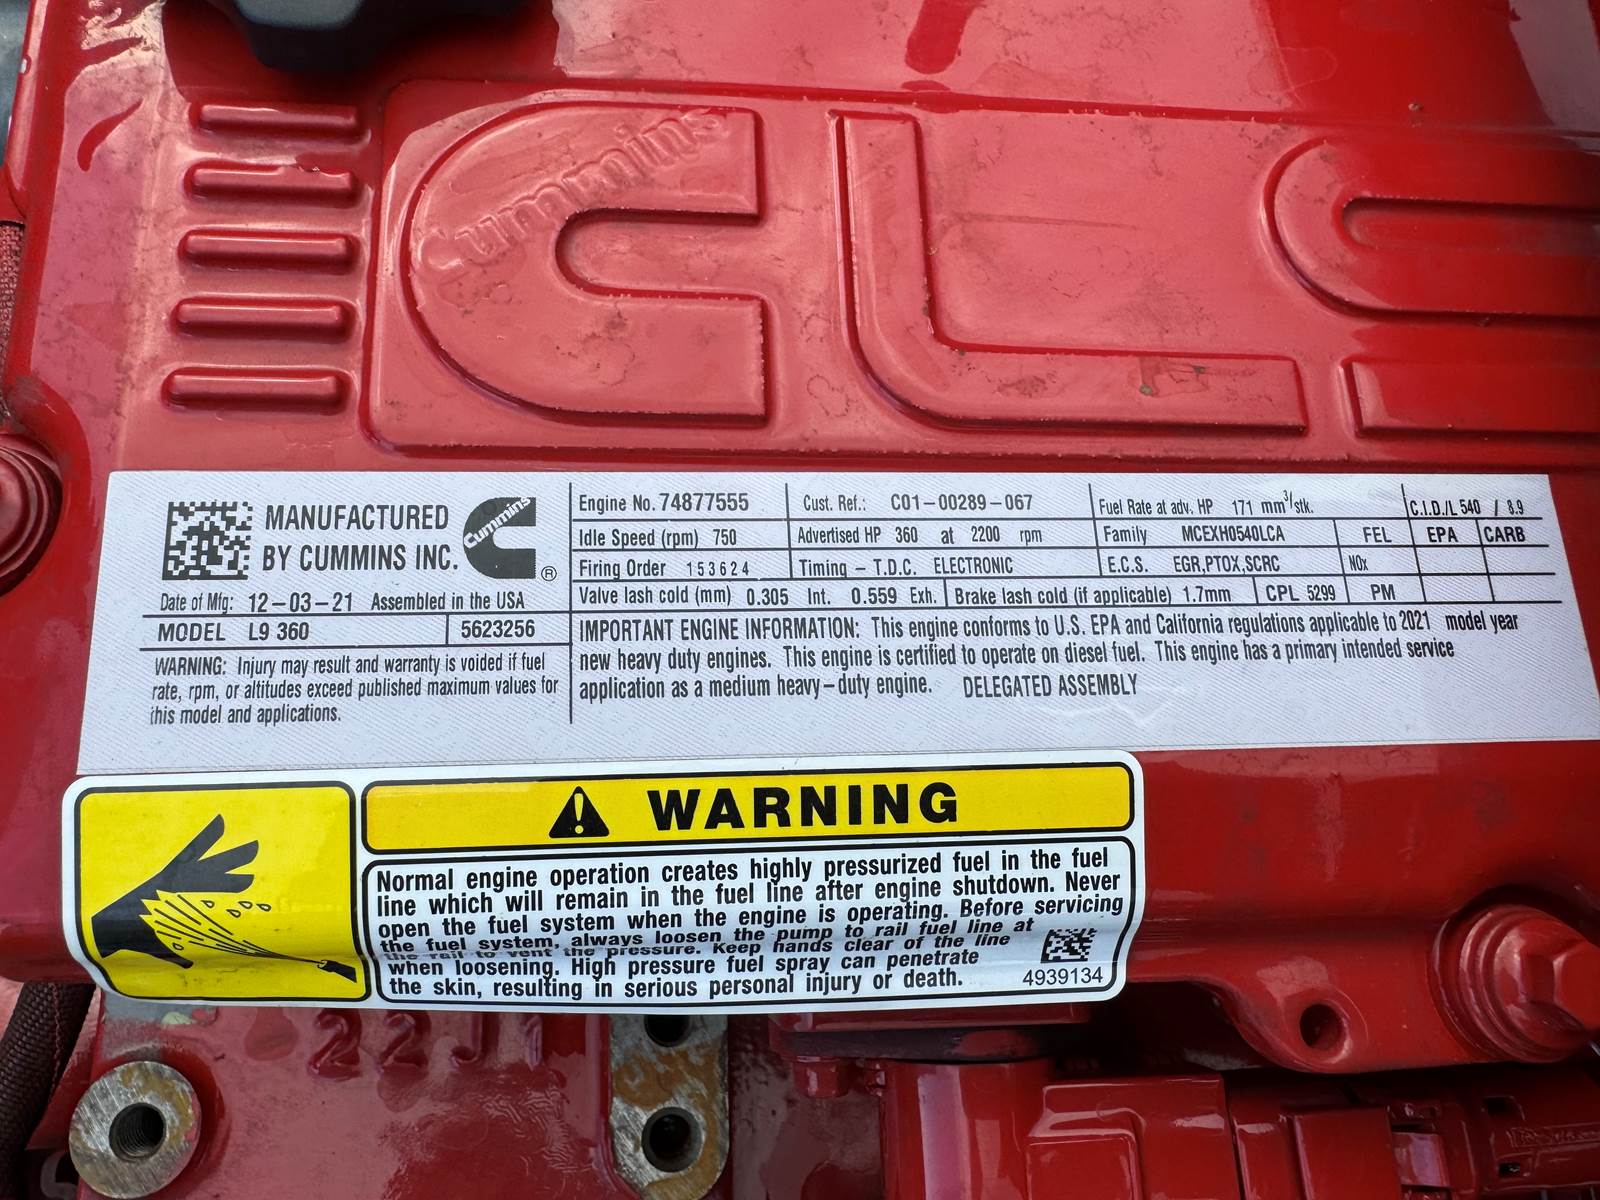 Cummins
CLS
MANUFACTURED
BY CUMMINS INC.
Cummins
®
Date of Mfg: 12-03-21 Assembled in the USA
MODEL L9 360 5623256
WARNING: Injury may result and warranty is voided if fuel
rate, rpm, or altitudes exceed published maximum values for
this model and applications.
Engine No. 74877555 Cust. Ref.: C01-00289-067 Fuel Rate at adv. HP 171 mm³/stk. C.I.D./L 540 / 8.9
Idle Speed (rpm) 750 Advertised HP 360 at 2200 rpm Family MCEXH0540LCA FEL EPA CARB
Firing Order 153624 Timing - T.D.C. ELECTRONIC E.C.S. EGR,PTOX,SCRC NOx
Valve lash cold (mm) 0.305 Int. 0.559 Exh. Brake lash cold (if applicable) 1.7mm CPL 5299 PM
IMPORTANT ENGINE INFORMATION: This engine conforms to U.S. EPA and California regulations applicable to 2021 model year
new heavy duty engines. This engine is certified to operate on diesel fuel. This engine has a primary intended service
application as a medium heavy-duty engine. DELEGATED ASSEMBLY
WARNING
Normal engine operation creates highly pressurized fuel in the fuel
line which will remain in the fuel line after engine shutdown. Never
open the fuel system when the engine is operating. Before servicing
the fuel system, always loosen the pump to rail fuel line at
the rail to vent the pressure. Keep hands clear of the line
when loosening. High pressure fuel spray can penetrate
the skin, resulting in serious personal injury or death.
4939134